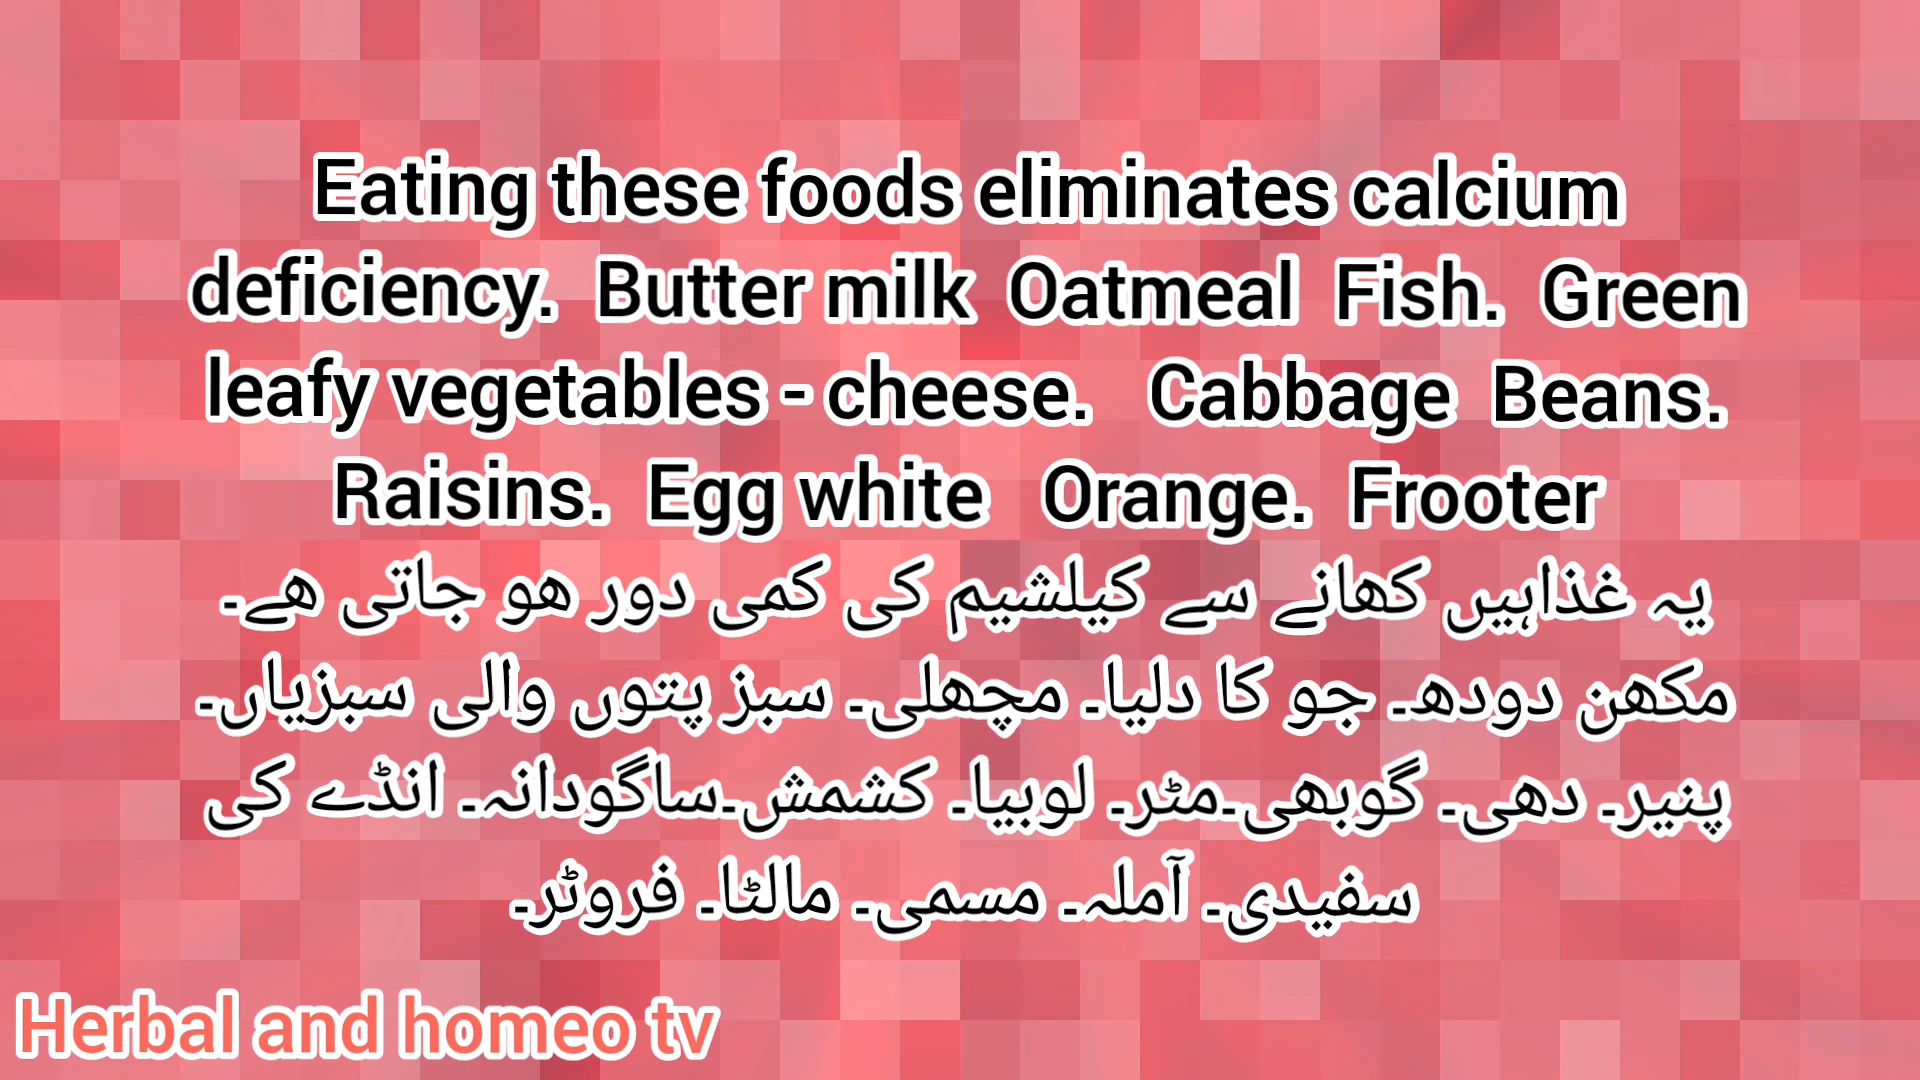 Eating these foods eliminates calcium
deficiency. Butter milk Oatmeal Fish. Green
leafy vegetables - cheese. Cabbage Beans.
Raisins. Egg white Orange. Frooter
یہ غذاہیں کھانے سے کیلشیم کی کمی دور ھو جاتی ھے۔
مکھن دودھ۔ جو کا دلیا۔ مچھلی۔ سبز پتوں والی سبزیاں۔
پنیر۔ دھی۔ گوبھی۔مٹر۔ لوبیا۔ کشمش۔ساگودانہ۔ انڈے کی
سفیدی۔ آملہ۔ مسمی۔ مالٹا۔ فروٹر۔
Herbal and homeo tv